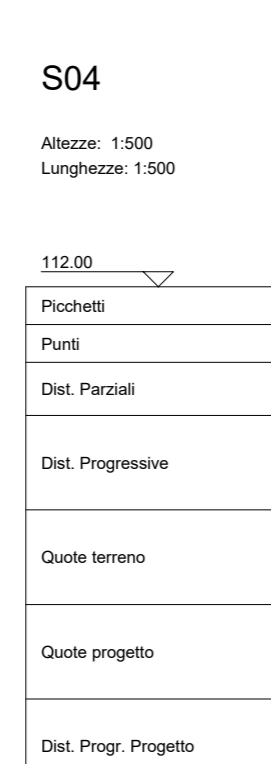 S04
Altezze: 1:500
Lunghezze: 1:500
112.00
Picchetti
Punti
Dist. Parziali
Dist. Progressive
Quote terreno
Quote progetto
Dist. Progr. Progetto